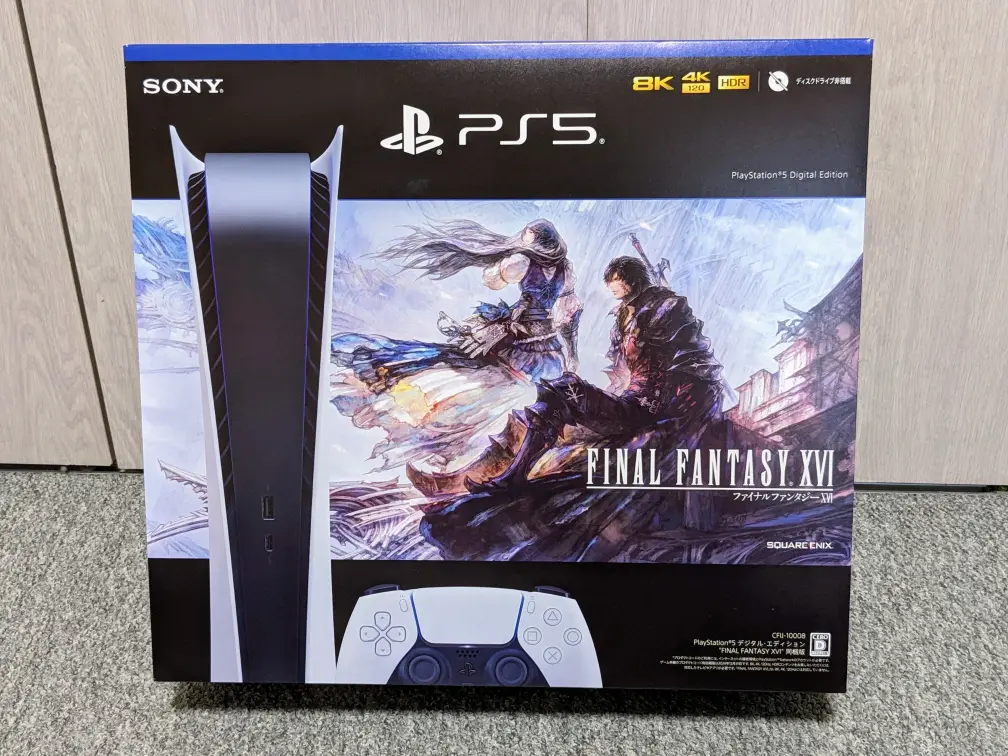 SONY
8K 4K 120 HDR ディスクドライブ非搭載
PS5
PlayStation®5 Digital Edition
FINAL FANTASY XVI
ファイナルファンタジーXVI
SQUARE ENIX
CFIJ-10008
PlayStation®5 デジタル・エディション
"FINAL FANTASY XVI" 同梱版
CERO
D